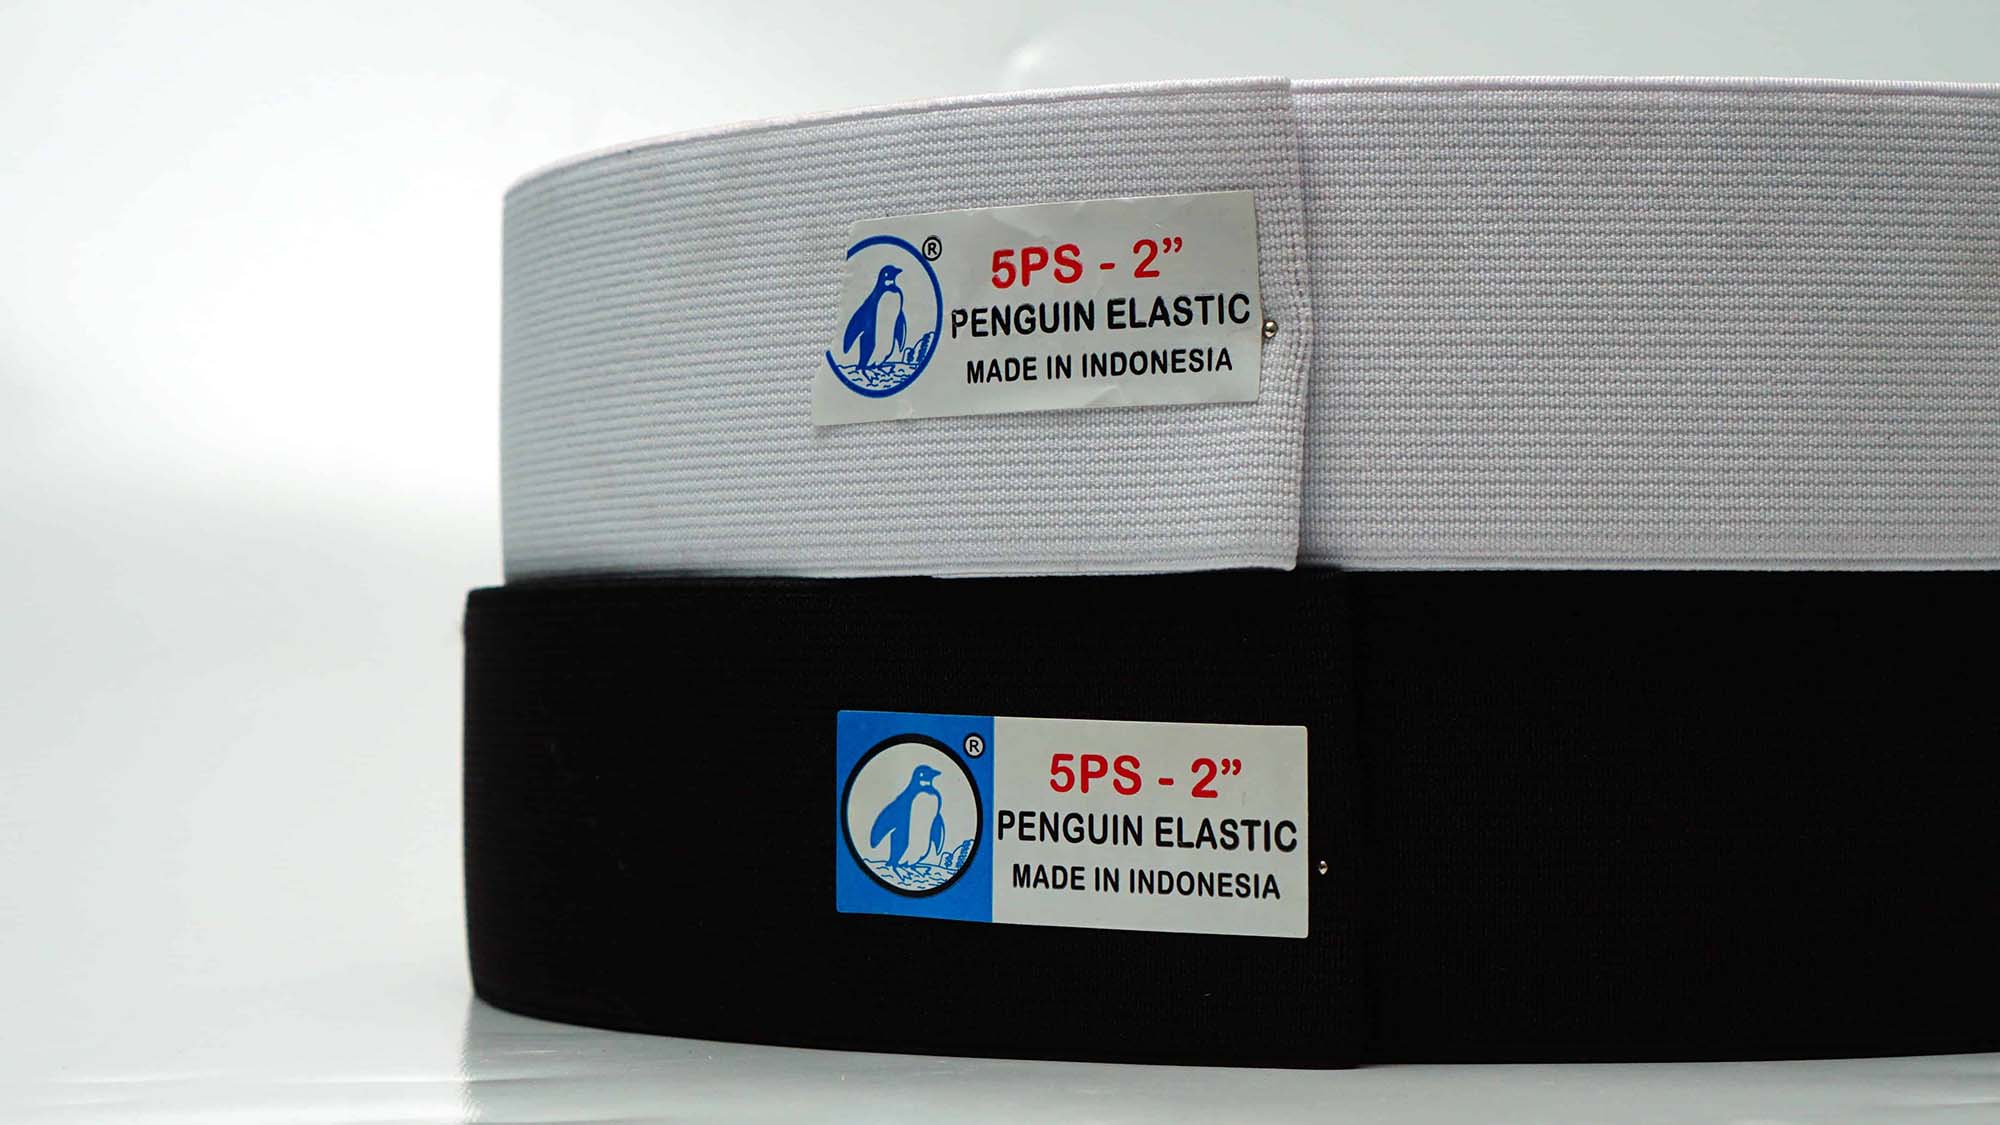 ®
5PS - 2”
PENGUIN ELASTIC
MADE IN INDONESIA
®
5PS - 2”
PENGUIN ELASTIC
MADE IN INDONESIA